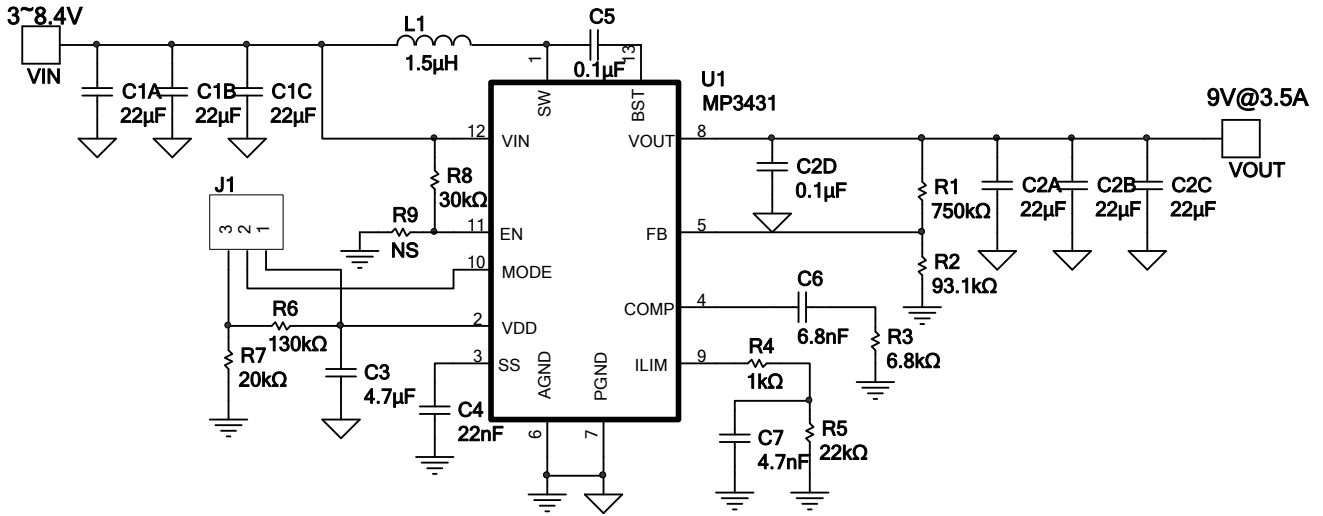 3~8.4V
VIN
C1A
22µF
C1B
22µF
C1C
22µF
L1
1.5µH
C5
0.1µF
1
13
SW
BST
U1
MP3431
12
VIN
VOUT
8
9V@3.5A
VOUT
C2D
0.1µF
R1
750kΩ
C2A
22µF
C2B
22µF
C2C
22µF
J1
3
2
1
R8
30kΩ
R9
NS
11
EN
FB
5
R2
93.1kΩ
10
MODE
COMP
4
C6
6.8nF
R3
6.8kΩ
R6
130kΩ
2
VDD
R7
20kΩ
C3
4.7µF
3
SS
ILIM
9
R4
1kΩ
C4
22nF
AGND
PGND
6
7
C7
4.7nF
R5
22kΩ